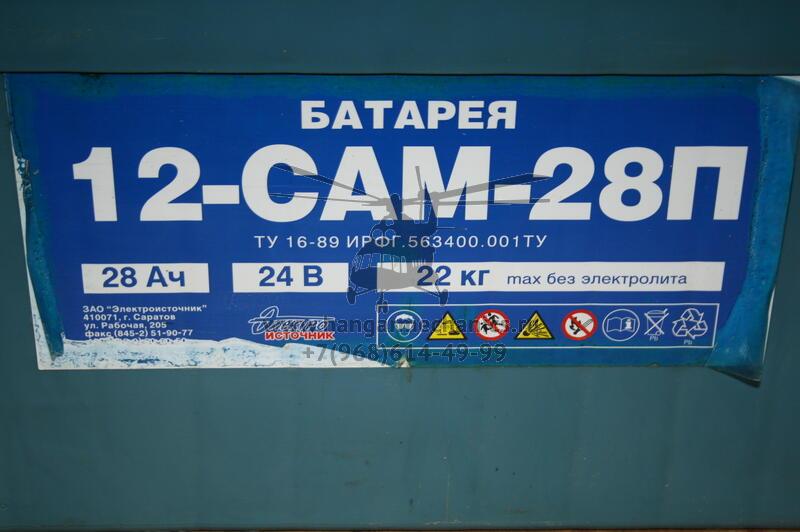 БАТАРЕЯ
12-САМ-28П
ТУ 16-89 ИРФГ.563400.001ТУ
28 Ач 24 В 22 кг max без электролита
ЗАО "Электроисточник"
410071, г. Саратов
ул. Рабочая, 205
факс (845-2) 51-90-77
Электро
ИСТОЧНИК
Pb Pb
+7(968)614-49-99